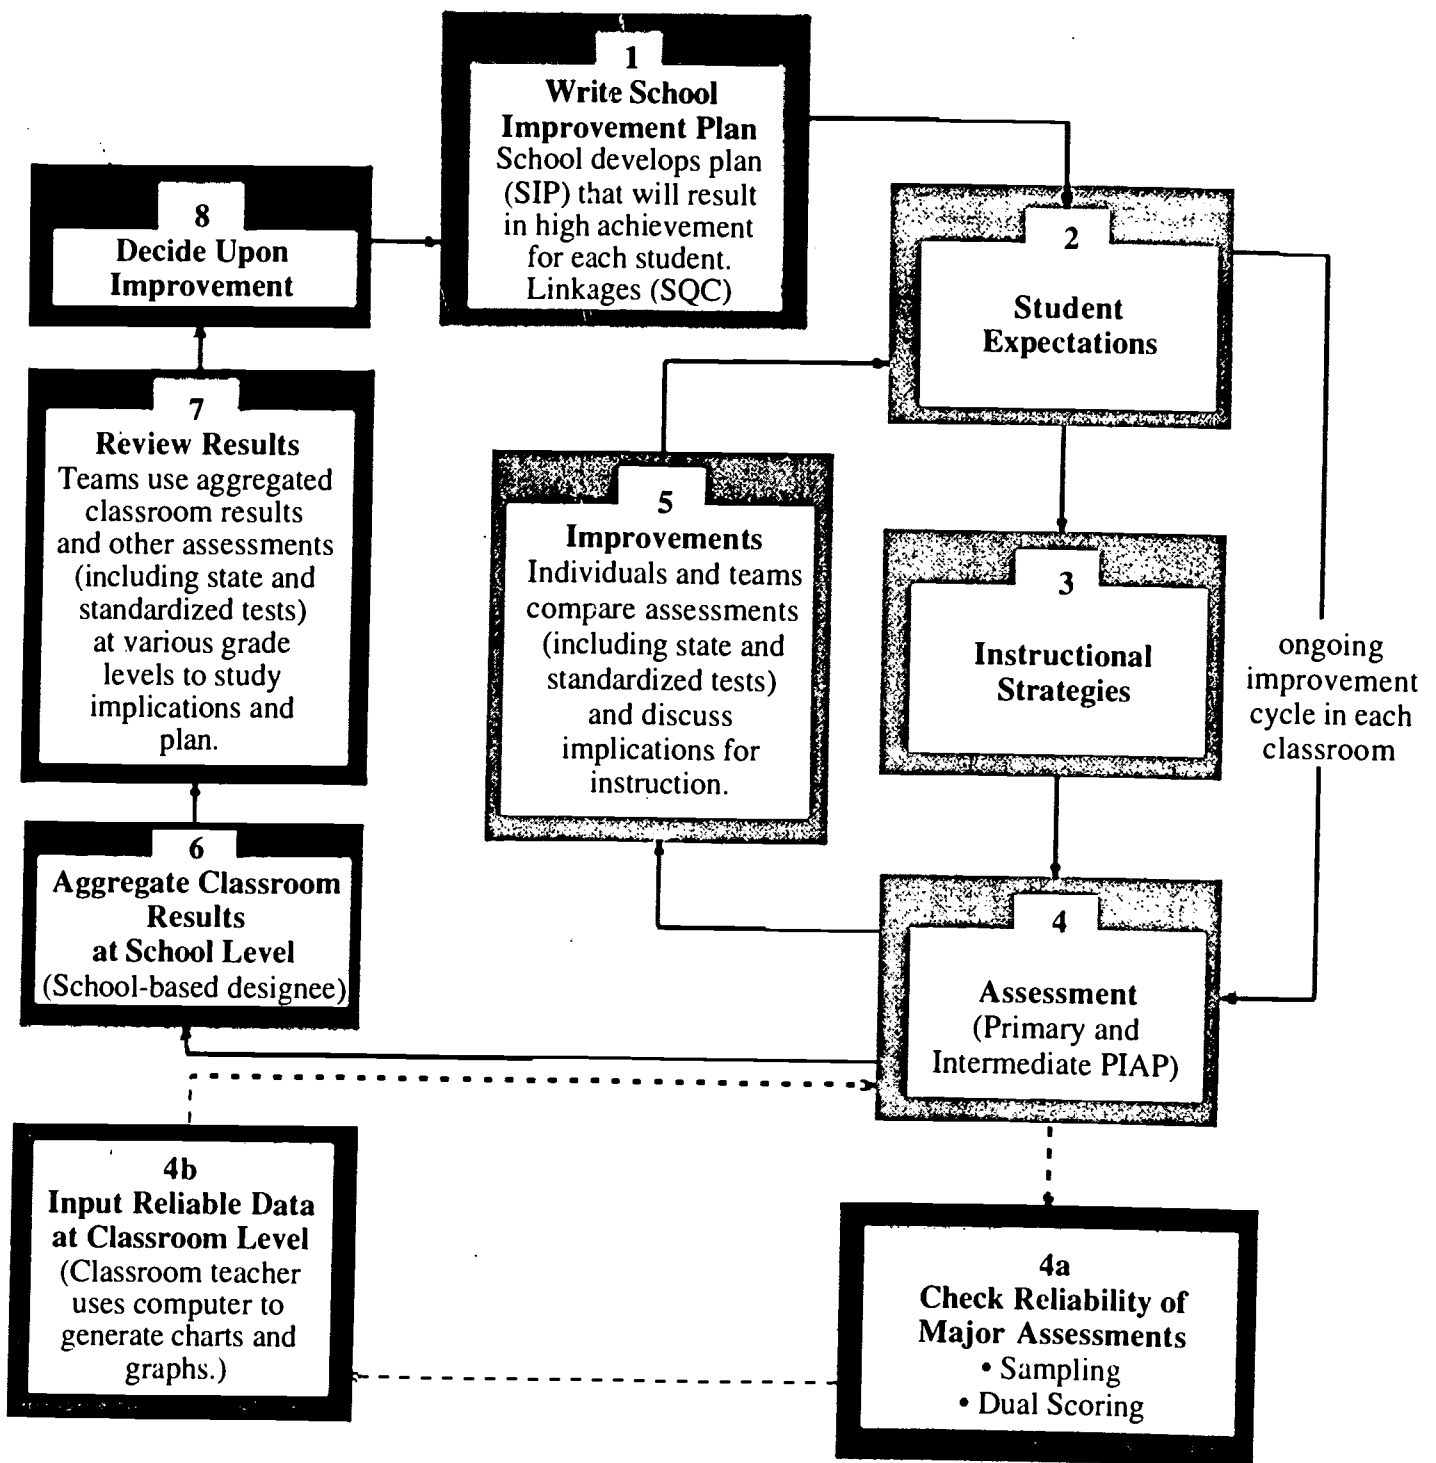 1
Write School
Improvement Plan
School develops plan
(SIP) that will result
in high achievement
for each student.
Linkages (SQC)
2
Student
Expectations
3
Instructional
Strategies
ongoing
improvement
cycle in each
classroom
4
Assessment
(Primary and
Intermediate PIAP)
4a
Check Reliability of
Major Assessments
• Sampling
• Dual Scoring
4b
Input Reliable Data
at Classroom Level
(Classroom teacher
uses computer to
generate charts and
graphs.)
5
Improvements
Individuals and teams
compare assessments
(including state and
standardized tests)
and discuss
implications for
instruction.
6
Aggregate Classroom
Results
at School Level
(School-based designee)
7
Review Results
Teams use aggregated
classroom results
and other assessments
(including state and
standardized tests)
at various grade
levels to study
implications and
plan.
8
Decide Upon
Improvement